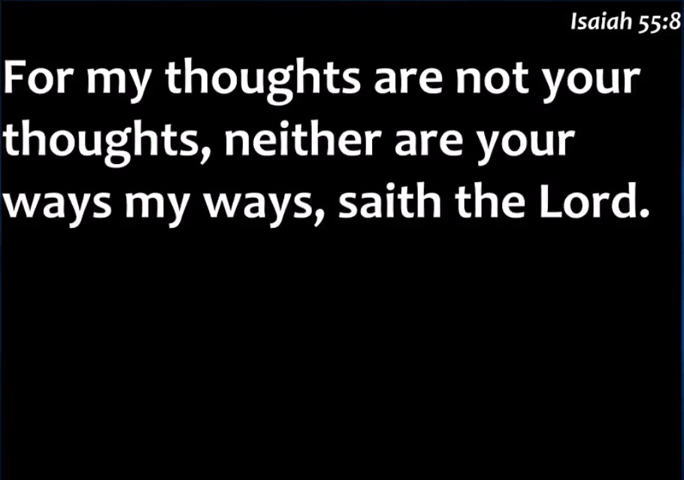 Isaiah 55:8
For my thoughts are not your
thoughts, neither are your
ways my ways, saith the Lord.